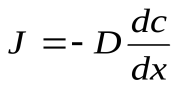 J = - D dc/dx